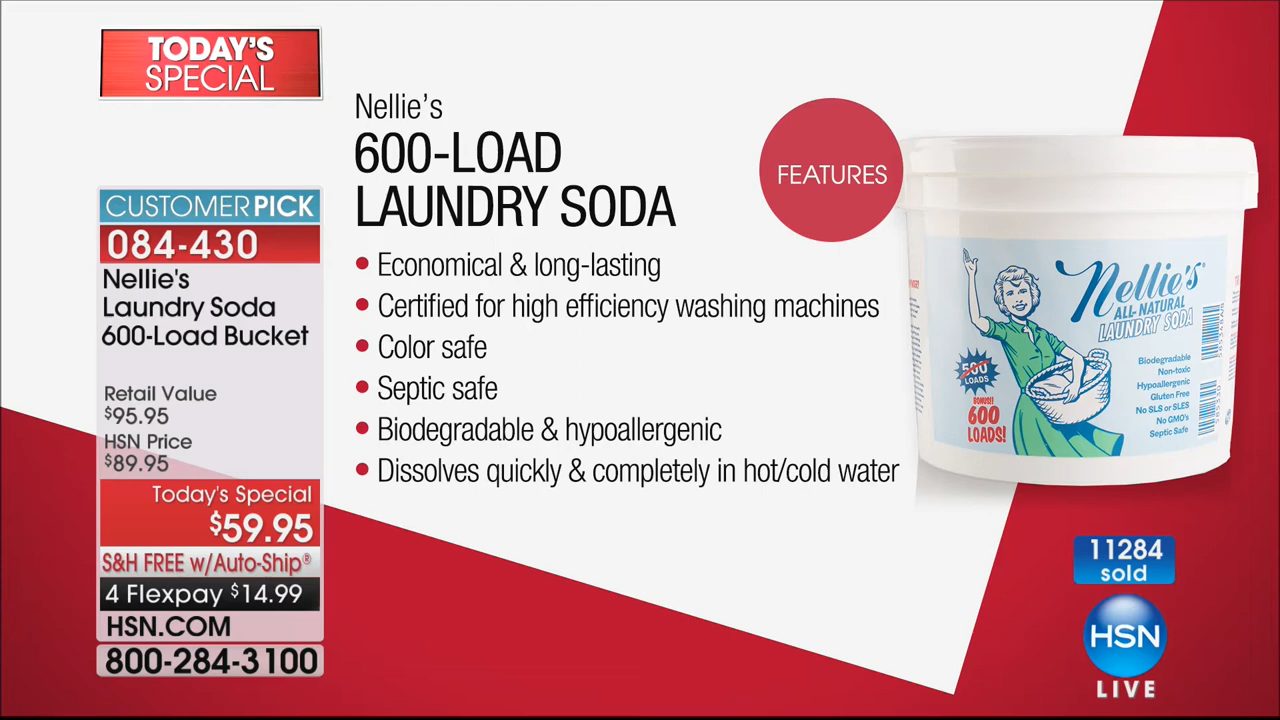 TODAY'S
SPECIAL
CUSTOMER PICK
084-430
Nellie's
Laundry Soda
600-Load Bucket
Retail Value
$95.95
HSN Price
$89.95
Today's Special
$59.95
S&H FREE w/Auto-Ship®
4 Flexpay $14.99
HSN.COM
800-284-3100
Nellie's
600-LOAD
LAUNDRY SODA
• Economical & long-lasting
• Certified for high efficiency washing machines
• Color safe
• Septic safe
• Biodegradable & hypoallergenic
• Dissolves quickly & completely in hot/cold water
FEATURES
Nellie's®
ALL-NATURAL
LAUNDRY SODA
Biodegradable
Non-toxic
Hypoallergenic
Gluten Free
No SLS or SLES
No GMO's
Septic Safe
500
LOADS
BONUS!
600
LOADS!
11284
sold
HSN
LIVE